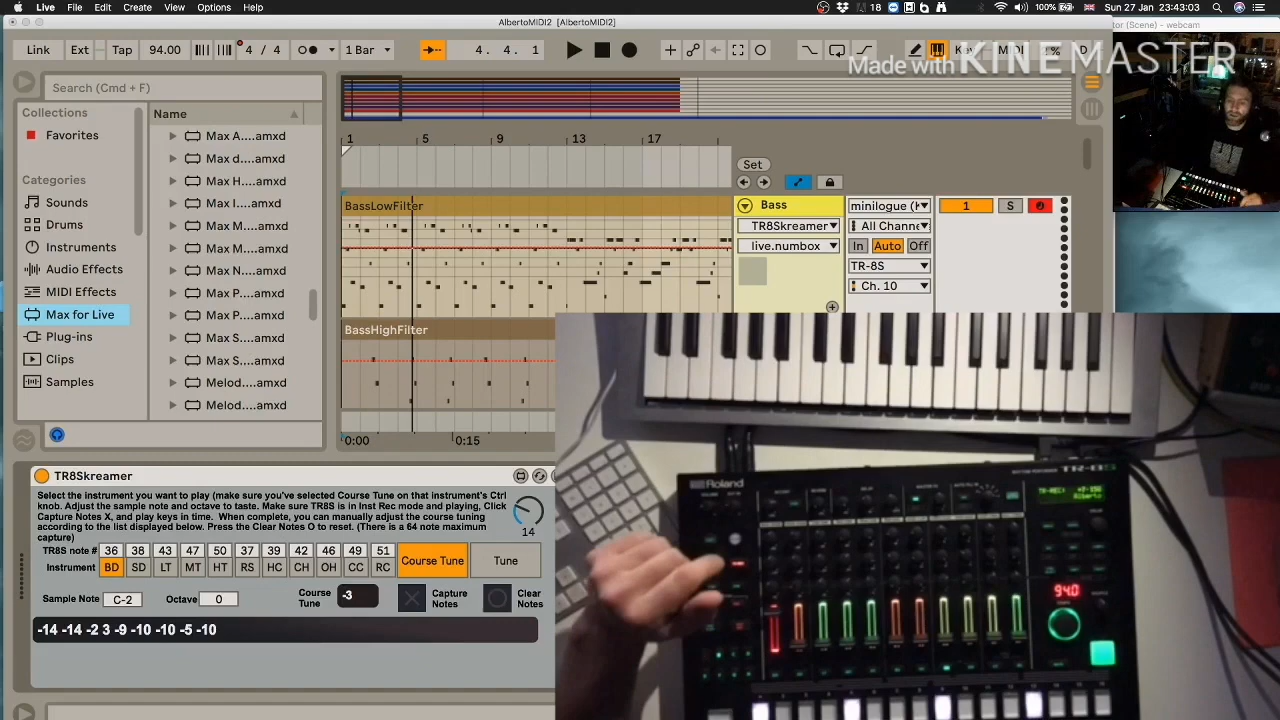 Live File Edit Create View Options Help 18 100% Sun 27 Jan 23:43:03
AlbertoMIDI2 [AlbertoMIDI2]
tor (Scene) - webcam
Link Ext Tap 94.00 4 / 4 1 Bar 4. 4. 1
Made with KINEMASTER
Search (Cmd + F)
Collections
Favorites
Categories
Sounds
Drums
Instruments
Audio Effects
MIDI Effects
Max for Live
Plug-ins
Clips
Samples
Name
Max A....amxd
Max d....amxd
Max H....amxd
Max I....amxd
Max M....amxd
Max M....amxd
Max N....amxd
Max P....amxd
Max P....amxd
Max S....amxd
Max S....amxd
Melod....amxd
Melod....amxd
1 5 9 13 17
Set
BassLowFilter
BassHighFilter
0:00 0:15
Bass
TR8Skreamer
live.numbox
minilogue (K
All Channe
In Auto Off
TR-8S
Ch. 10
1 S
TR8Skreamer
Select the instrument you want to play (make sure you've selected Course Tune on that instrument's Ctrl
knob. Adjust the sample note and octave to taste. Make sure TR8S is in Inst Rec mode and playing, Click
Capture Notes X, and play keys in time. When complete, you can manually adjust the course tuning
according to the list displayed below. Press the Clear Notes O to reset. (There is a 64 note maximum
capture)
14
TR8S note # 36 38 43 47 50 37 39 42 46 49 51
Instrument BD SD LT MT HT RS HC CH OH CC RC
Course Tune Tune
Sample Note C-2 Octave 0 Course Tune -3 Capture Notes Clear Notes
-14 -14 -2 3 -9 -10 -10 -5 -10
Roland
TR-8S
94.0